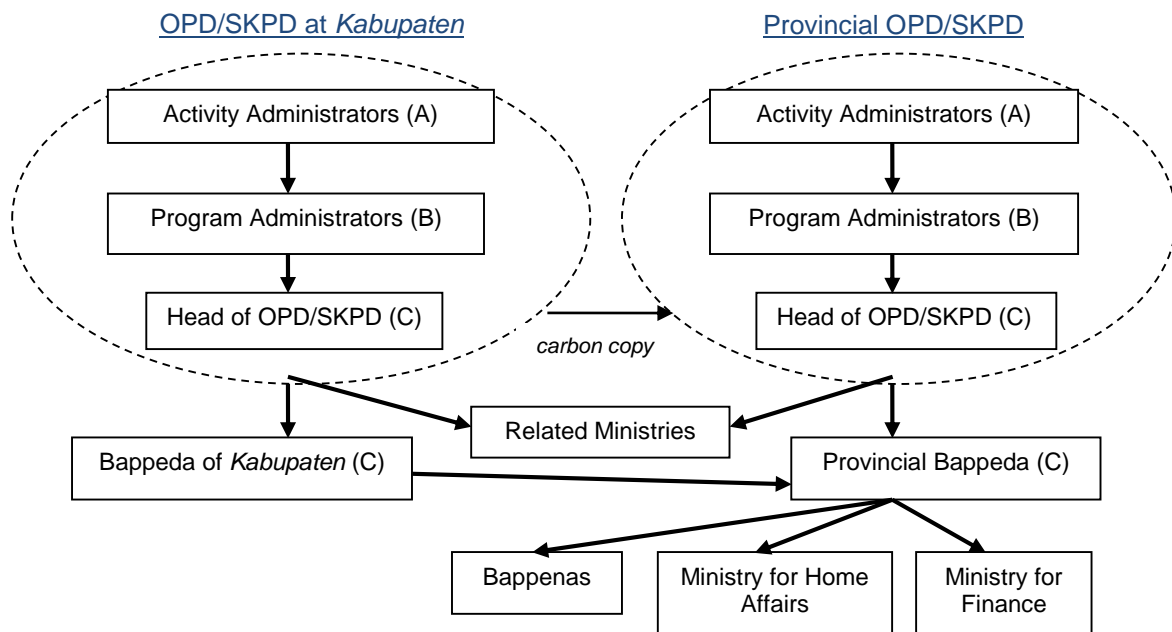 OPD/SKPD at Kabupaten
Provincial OPD/SKPD
Activity Administrators (A)
Activity Administrators (A)
Program Administrators (B)
Program Administrators (B)
Head of OPD/SKPD (C)
Head of OPD/SKPD (C)
carbon copy
Related Ministries
Bappeda of Kabupaten (C)
Provincial Bappeda (C)
Bappenas
Ministry for Home
Affairs
Ministry for
Finance